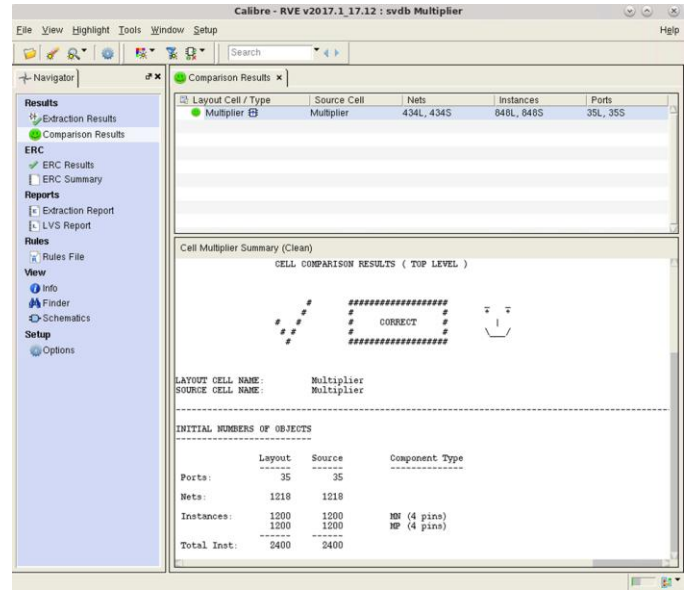 Calibre - RVE v2017.1_17.12 : svdb Multiplier
File View Highlight Tools Window Setup Help
Search
Navigator
Comparison Results
Results
Extraction Results
Comparison Results
ERC
ERC Results
ERC Summary
Reports
Extraction Report
LVS Report
Rules
Rules File
View
Info
Finder
Schematics
Setup
Options
Layout Cell / Type Source Cell Nets Instances Ports
Multiplier Multiplier 434L, 434S 848L, 848S 35L, 35S
Cell Multiplier Summary (Clean)
CELL COMPARISON RESULTS ( TOP LEVEL )
# ###################
# # #
# # # CORRECT #
# # # #
# ###################
LAYOUT CELL NAME: Multiplier
SOURCE CELL NAME: Multiplier
INITIAL NUMBERS OF OBJECTS
Layout Source Component Type
Ports: 35 35
Nets: 1218 1218
Instances: 1200 1200 MN (4 pins)
1200 1200 MP (4 pins)
Total Inst: 2400 2400